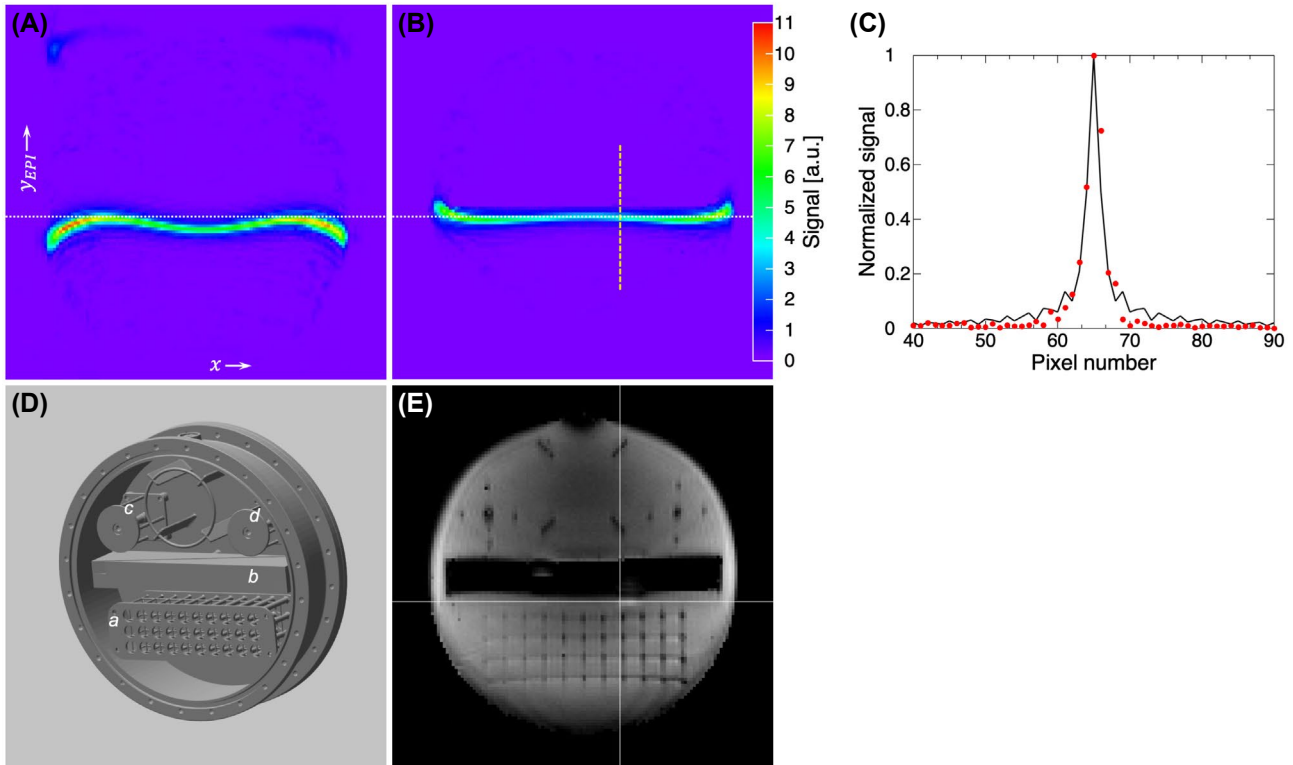 (A)
y_EPI →
x →
(B)
11
10
9
8
7
6
5
4
3
2
1
0
Signal [a.u.]
(C)
1
0.8
0.6
0.4
0.2
0
Normalized signal
40 50 60 70 80 90
Pixel number
(D)
c
d
b
a
(E)